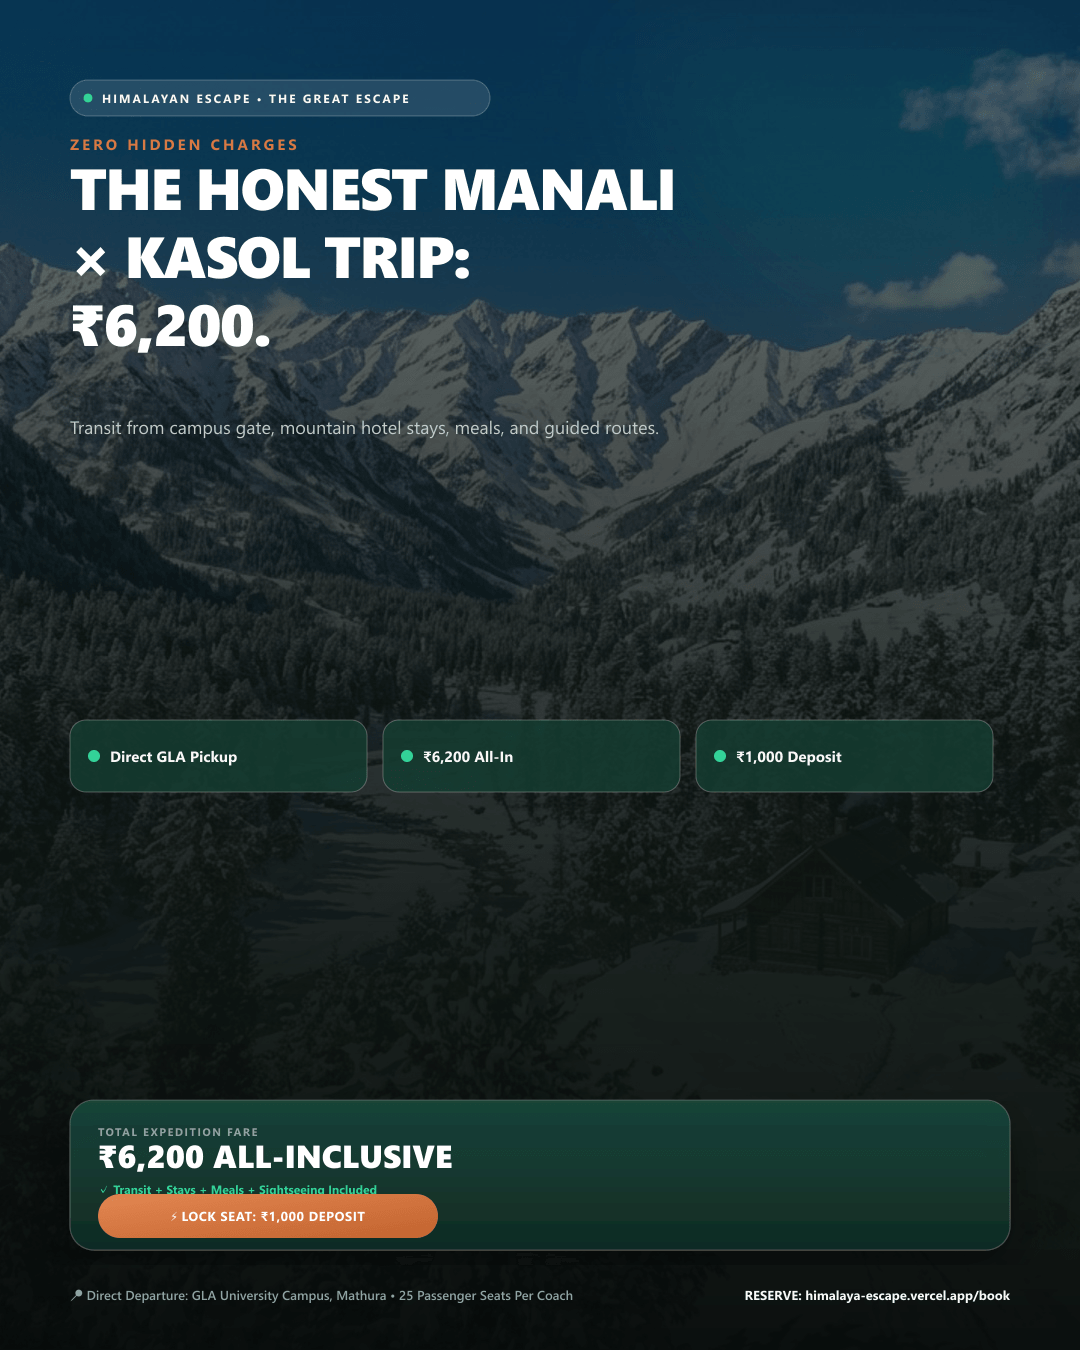 HIMALAYAN ESCAPE • THE GREAT ESCAPE
ZERO HIDDEN CHARGES
THE HONEST MANALI
× KASOL TRIP:
₹6,200.
Transit from campus gate, mountain hotel stays, meals, and guided routes.
Direct GLA Pickup
₹6,200 All-In
₹1,000 Deposit
TOTAL EXPEDITION FARE
₹6,200 ALL-INCLUSIVE
✓ Transit + Stays + Meals + Sightseeing Included
⚡ LOCK SEAT: ₹1,000 DEPOSIT
📍 Direct Departure: GLA University Campus, Mathura • 25 Passenger Seats Per Coach
RESERVE: himalaya-escape.vercel.app/book